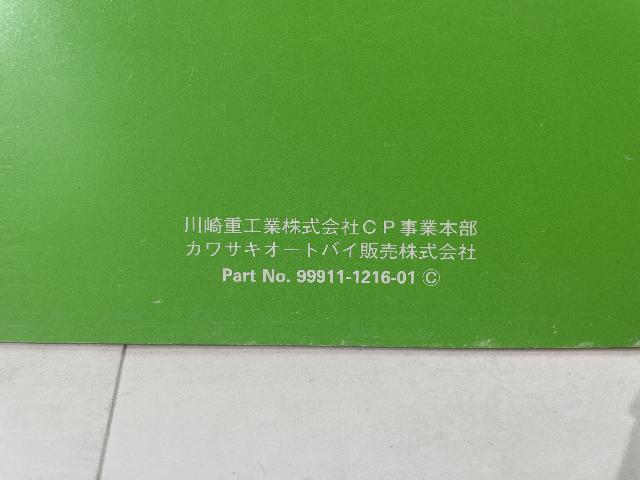 川崎重工業株式会社CP事業本部
カワサキオートバイ販売株式会社
Part No. 99911-1216-01 ©